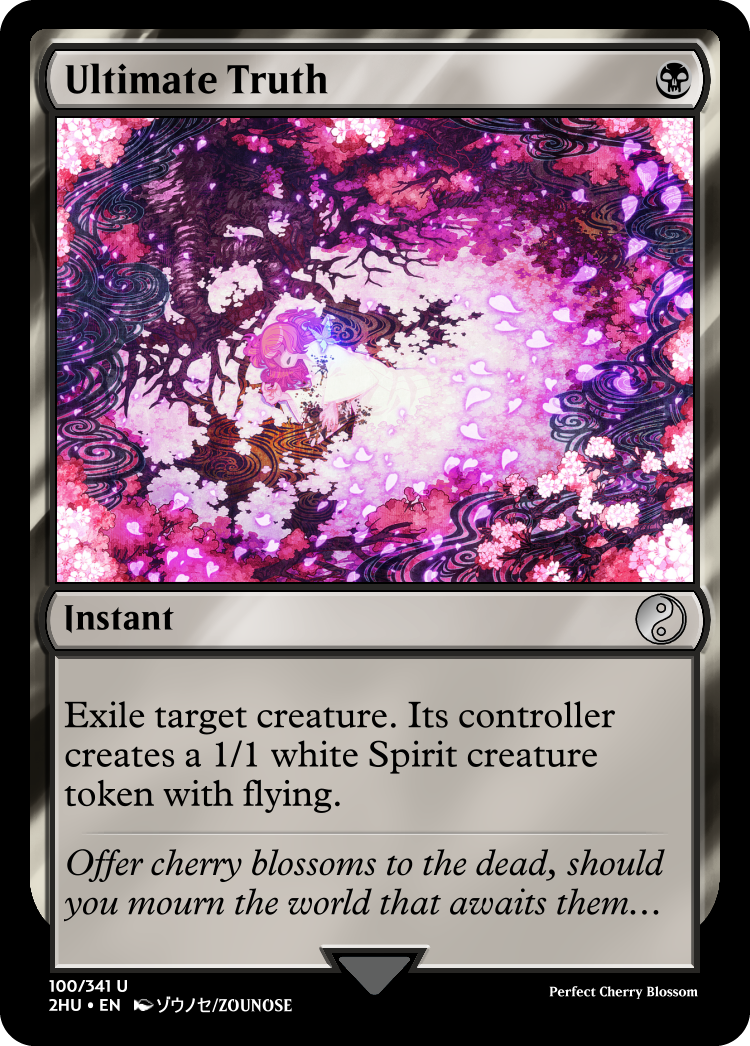 Ultimate Truth
Instant
Exile target creature. Its controller
creates a 1/1 white Spirit creature
token with flying.
Offer cherry blossoms to the dead, should
you mourn the world that awaits them…
100/341 U
2HU • EN ゾウノセ/ZOUNOSE
Perfect Cherry Blossom